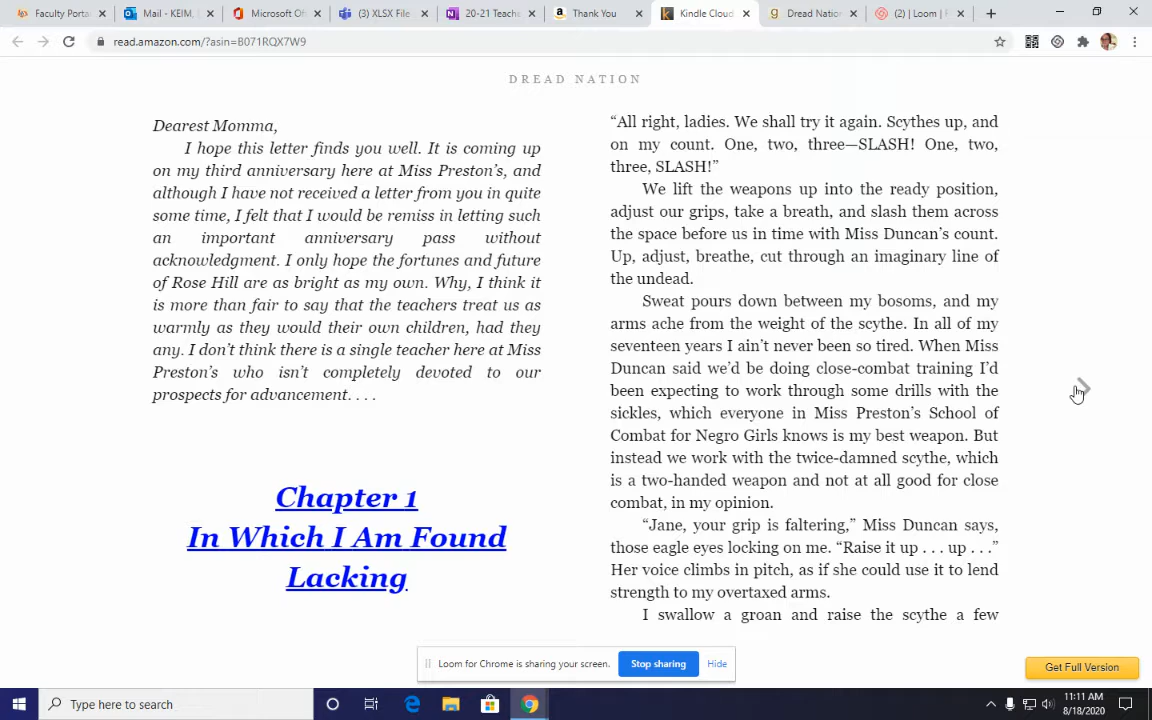 Faculty Porta
Mail - KEIM,
Microsoft Of
(3) XLSX File
20-21 Teache
Thank You
Kindle Cloud
Dread Nation
(2) | Loom |
read.amazon.com/?asin=B071RQX7W9
DREAD NATION
Dearest Momma,
I hope this letter finds you well. It is coming up
on my third anniversary here at Miss Preston’s, and
although I have not received a letter from you in quite
some time, I felt that I would be remiss in letting such
an important anniversary pass without
acknowledgment. I only hope the fortunes and future
of Rose Hill are as bright as my own. Why, I think it
is more than fair to say that the teachers treat us as
warmly as they would their own children, had they
any. I don’t think there is a single teacher here at Miss
Preston’s who isn’t completely devoted to our
prospects for advancement. . . .
Chapter 1
In Which I Am Found
Lacking
“All right, ladies. We shall try it again. Scythes up, and
on my count. One, two, three—SLASH! One, two,
three, SLASH!”
We lift the weapons up into the ready position,
adjust our grips, take a breath, and slash them across
the space before us in time with Miss Duncan’s count.
Up, adjust, breathe, cut through an imaginary line of
the undead.
Sweat pours down between my bosoms, and my
arms ache from the weight of the scythe. In all of my
seventeen years I ain’t never been so tired. When Miss
Duncan said we’d be doing close-combat training I’d
been expecting to work through some drills with the
sickles, which everyone in Miss Preston’s School of
Combat for Negro Girls knows is my best weapon. But
instead we work with the twice-damned scythe, which
is a two-handed weapon and not at all good for close
combat, in my opinion.
“Jane, your grip is faltering,” Miss Duncan says,
those eagle eyes locking on me. “Raise it up . . . up . . .”
Her voice climbs in pitch, as if she could use it to lend
strength to my overtaxed arms.
I swallow a groan and raise the scythe a few
Loom for Chrome is sharing your screen.
Stop sharing
Hide
Get Full Version
Type here to search
11:11 AM
8/18/2020